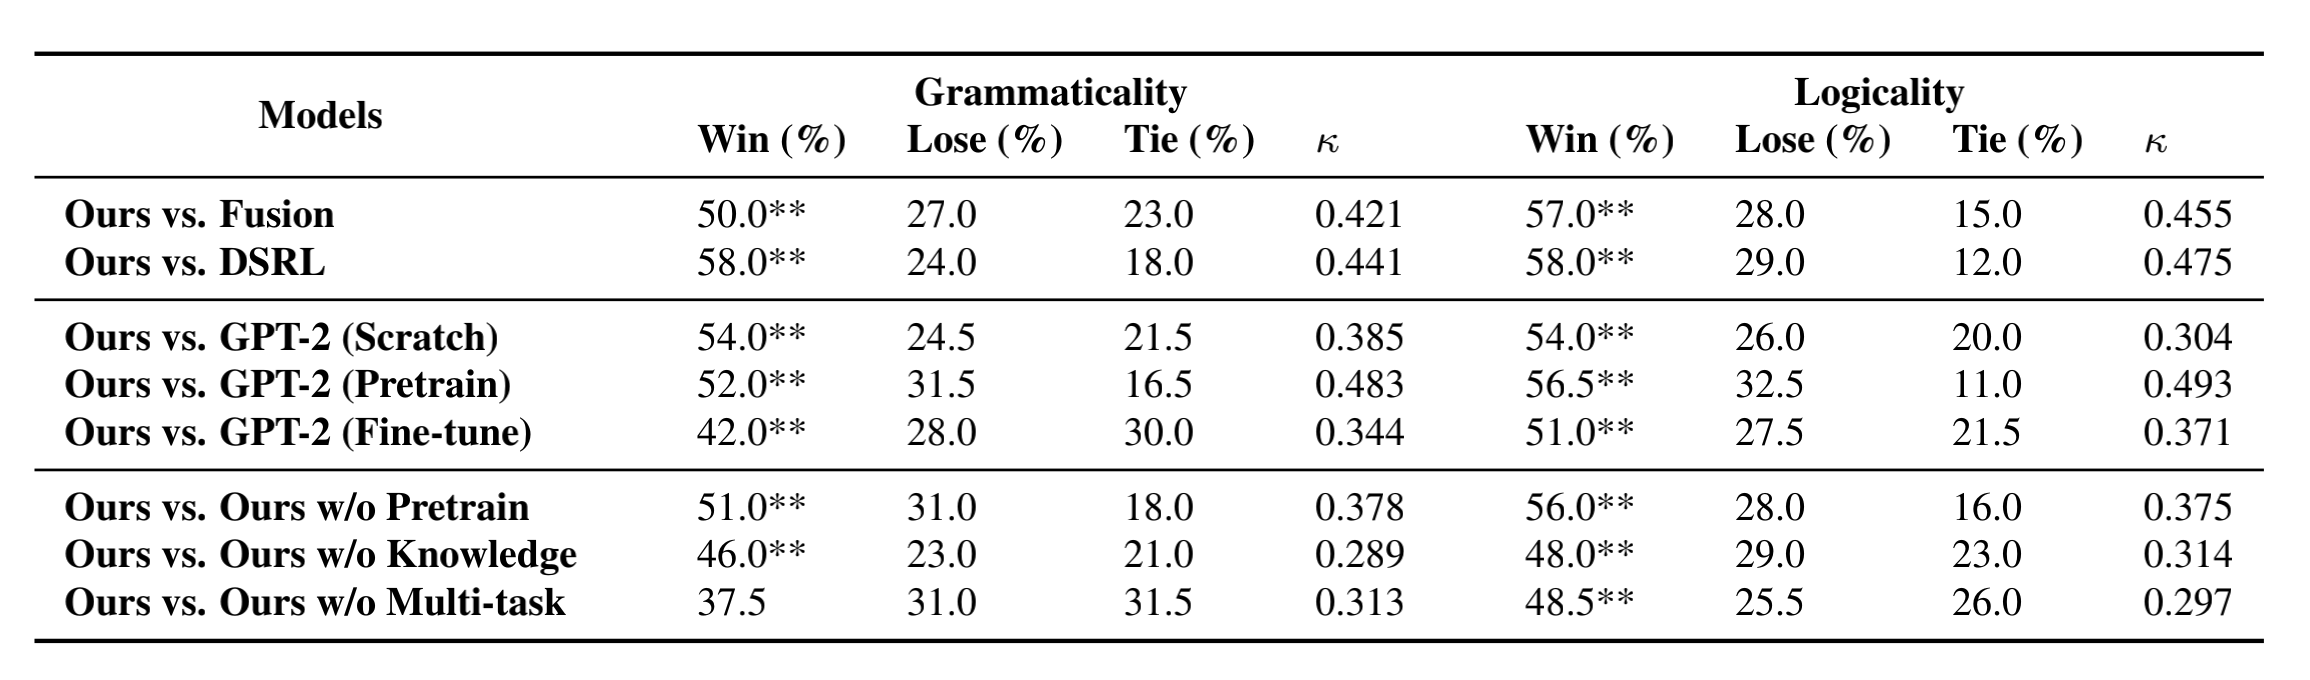 Models Grammaticality Logicality
Win (%) Lose (%) Tie (%) κ Win (%) Lose (%) Tie (%) κ
Ours vs. Fusion 50.0** 27.0 23.0 0.421 57.0** 28.0 15.0 0.455
Ours vs. DSRL 58.0** 24.0 18.0 0.441 58.0** 29.0 12.0 0.475
Ours vs. GPT-2 (Scratch) 54.0** 24.5 21.5 0.385 54.0** 26.0 20.0 0.304
Ours vs. GPT-2 (Pretrain) 52.0** 31.5 16.5 0.483 56.5** 32.5 11.0 0.493
Ours vs. GPT-2 (Fine-tune) 42.0** 28.0 30.0 0.344 51.0** 27.5 21.5 0.371
Ours vs. Ours w/o Pretrain 51.0** 31.0 18.0 0.378 56.0** 28.0 16.0 0.375
Ours vs. Ours w/o Knowledge 46.0** 23.0 21.0 0.289 48.0** 29.0 23.0 0.314
Ours vs. Ours w/o Multi-task 37.5 31.0 31.5 0.313 48.5** 25.5 26.0 0.297